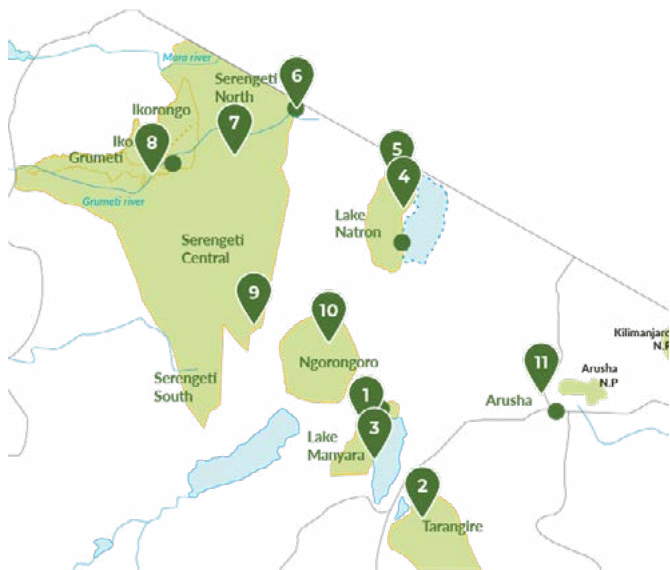 Mara river
Serengeti
North
6
Ikorongo
7
Iko
8
Grumeti
Grumeti river
5
4
Lake
Natron
Serengeti
Central
9
10
Ngorongoro
Kilimanjaro
N.P
11
Arusha
N.P
Serengeti
South
1
Arusha
3
Lake
Manyara
2
Tarangire